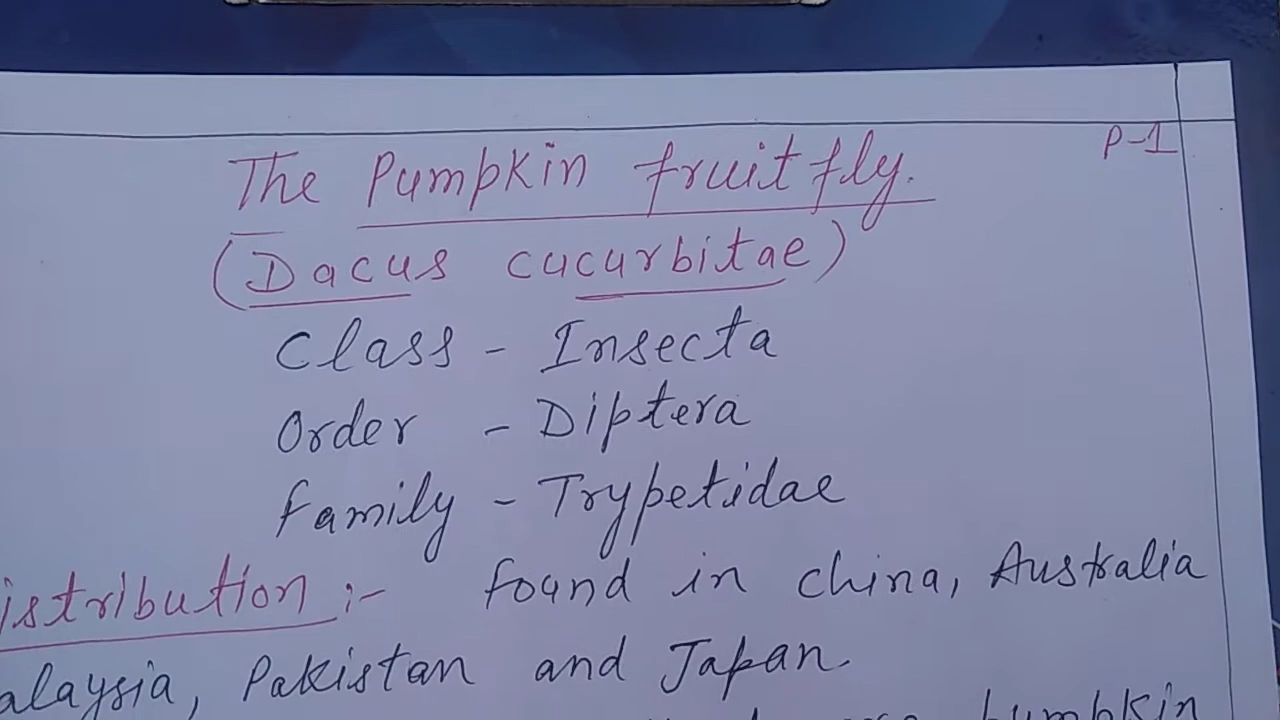 P-1
The Pumpkin fruit fly.
(Dacus cucurbitae)
Class - Insecta
Order - Diptera
family - Trypetidae
istribution :- found in china, Australia
alaysia, Pakistan and Japan.
pumpkin